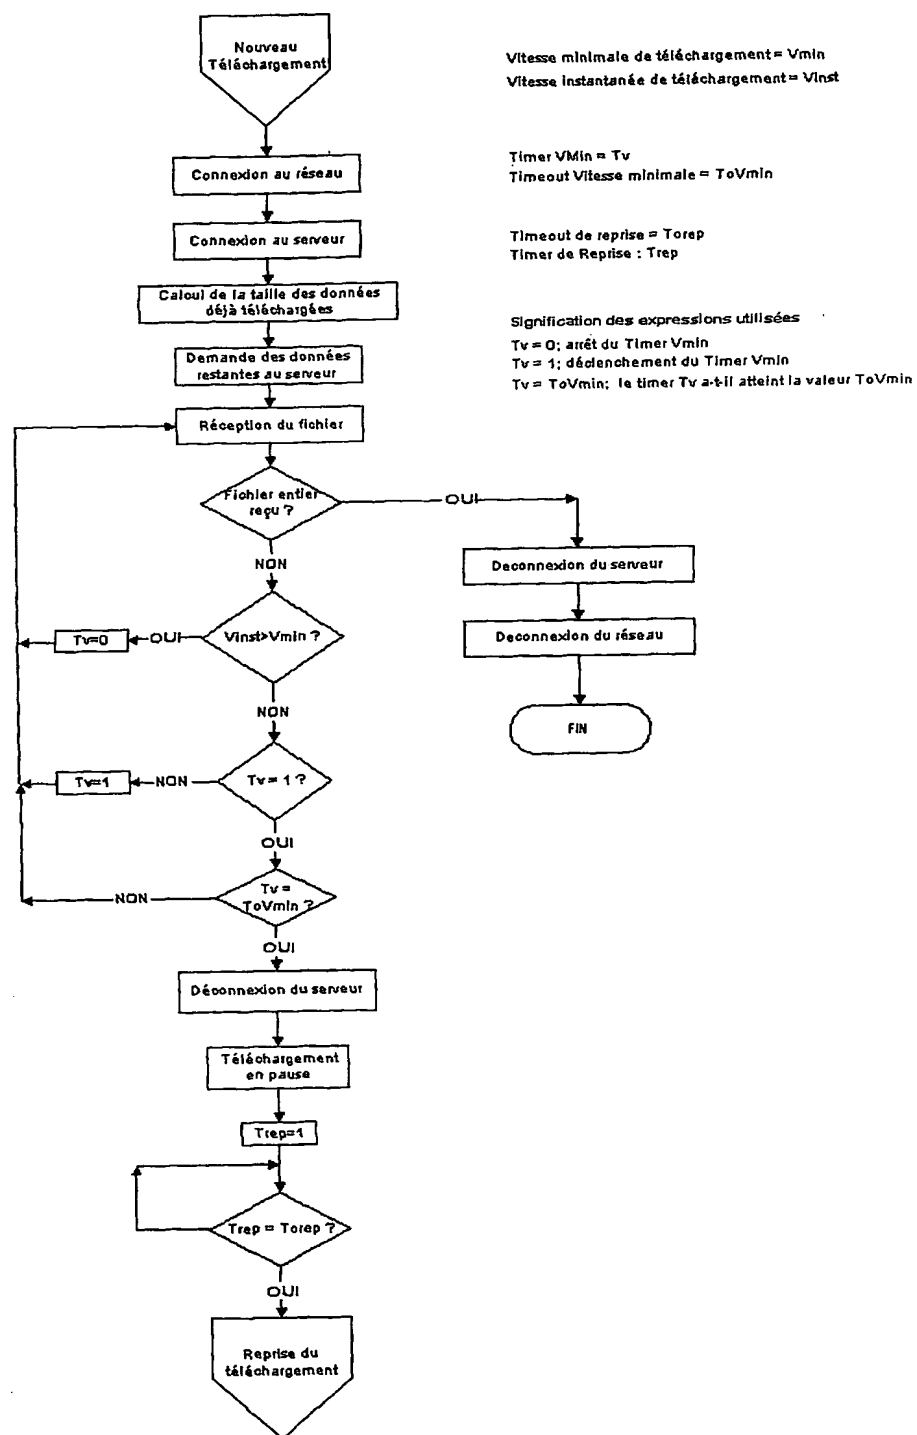 Nouveau
Téléchargement
Vitesse minimale de téléchargement = Vmin
Vitesse instantanée de téléchargement = Vinst
Connexion au réseau
Timer VMin = Tv
Timeout Vitesse minimale = ToVmin
Connexion au serveur
Timeout de reprise = Torep
Timer de Reprise : Trep
Calcul de la taille des données
déjà téléchargées
Signification des expressions utilisées
Tv = 0; arrêt du Timer Vmin
Tv = 1; déclenchement du Timer Vmin
Tv = ToVmin; le timer Tv a-t-il atteint la valeur ToVmin
Demande des données
restantes au serveur
Réception du fichier
Fichier entier
reçu ?
OUI
NON
Deconnexion du serveur
Vinst>Vmin ?
OUI
Tv=0
Deconnexion du réseau
NON
FIN
Tv = 1 ?
NON
Tv=1
OUI
Tv =
ToVmin ?
NON
OUI
Déconnexion du serveur
Téléchargement
en pause
Trep=1
Trep = Torep ?
OUI
Reprise du
téléchargement